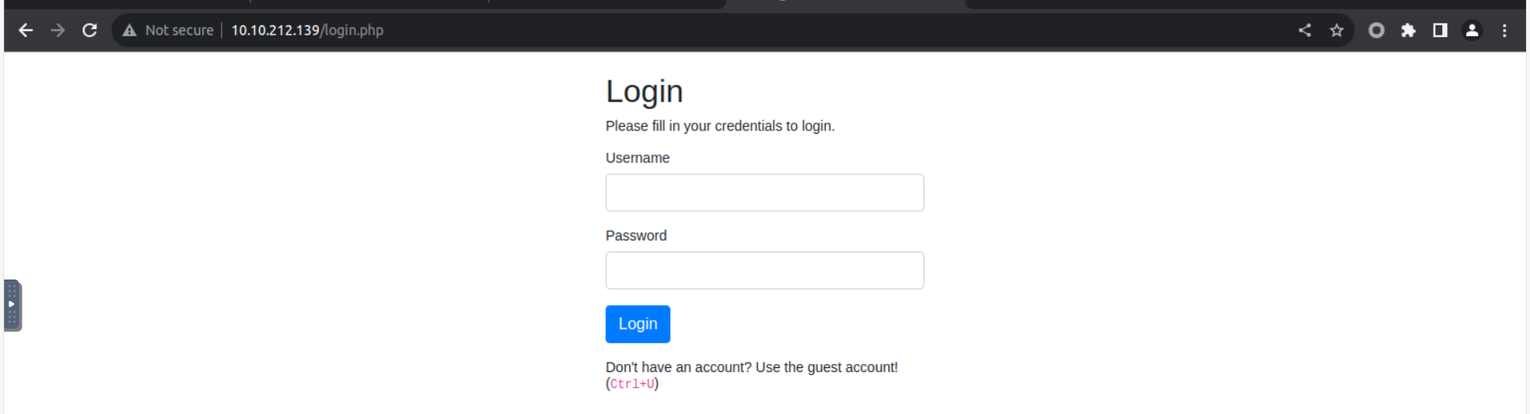 Not secure | 10.10.212.139/login.php
Login
Please fill in your credentials to login.
Username
Password
Login
Don't have an account? Use the guest account!
(Ctrl+U)